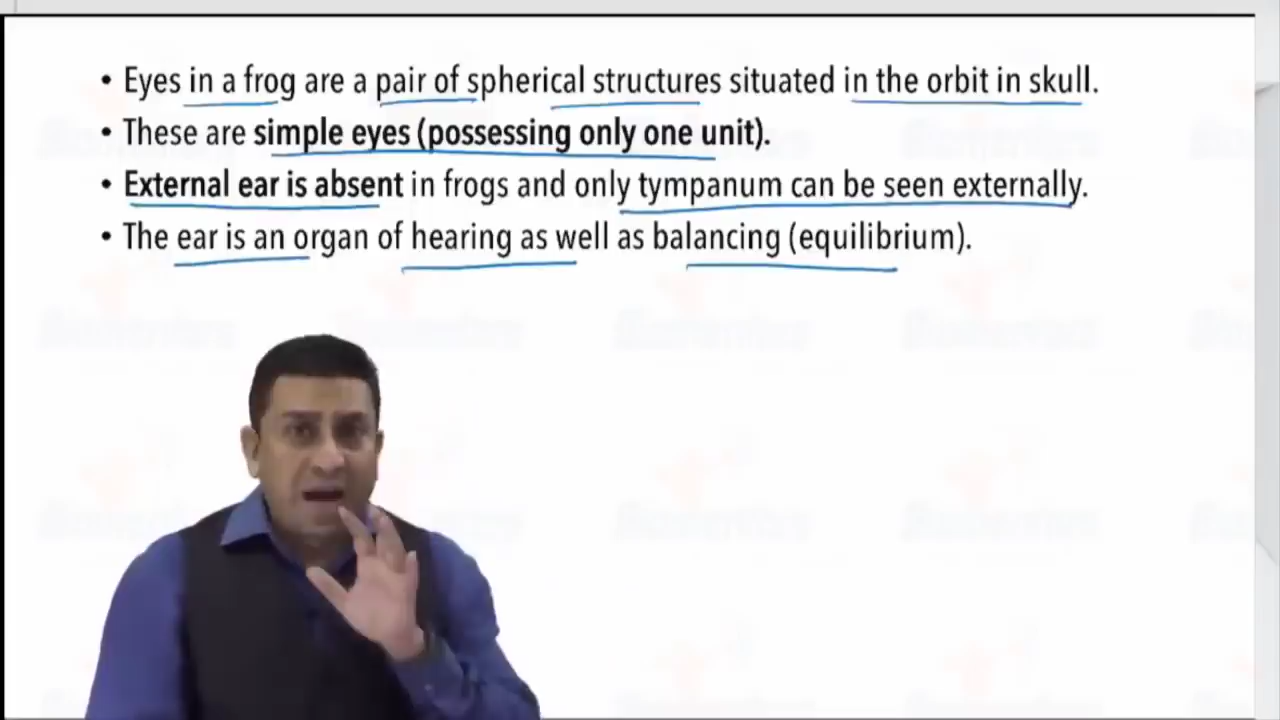 • Eyes in a frog are a pair of spherical structures situated in the orbit in skull.
• These are simple eyes (possessing only one unit).
• External ear is absent in frogs and only tympanum can be seen externally.
• The ear is an organ of hearing as well as balancing (equilibrium).